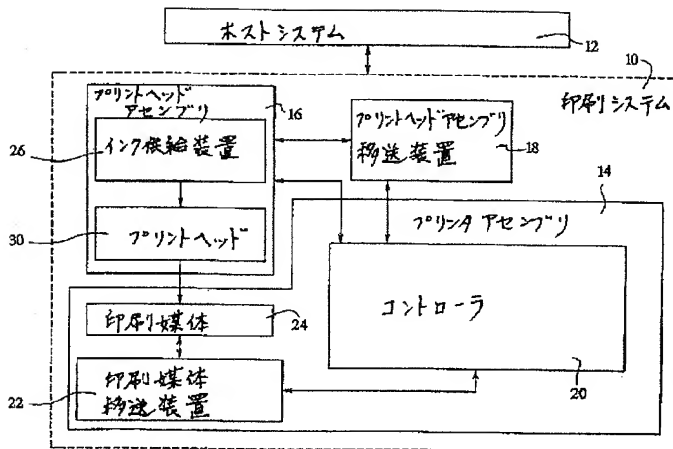 ホストシステム
12
10
印刷システム
プリントヘッド
アセンブリ
16
26
インク供給装置
プリントヘッドアセンブリ
移送装置
18
14
プリンタアセンブリ
30
プリントヘッド
コントローラ
印刷媒体
24
22
印刷媒体
移送装置
20